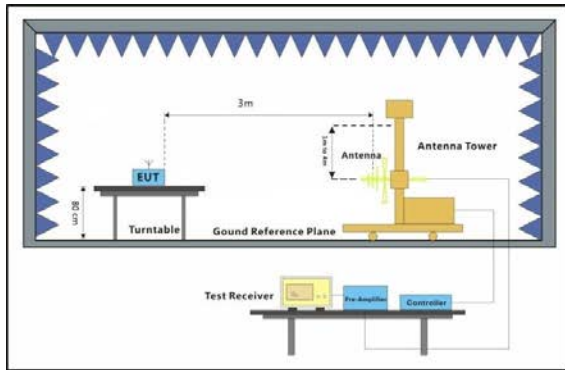 3m
1m to 4m
Antenna
Antenna Tower
EUT
80 cm
Turntable
Gound Reference Plane
Test Receiver
Pre-Amplifier
Controller